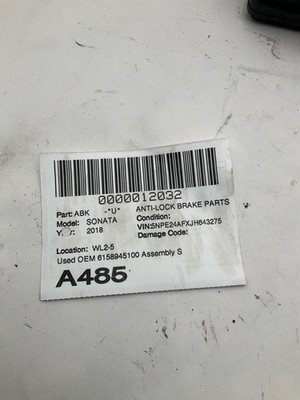 0000012032
Part: ABK -*U* ANTI-LOCK BRAKE PARTS
Model: SONATA Condition:
2018 VIN:5NPE24AFXJH643275
Damage Code:
Location: WL2-5
Used OEM 6158945100 Assembly S
A485